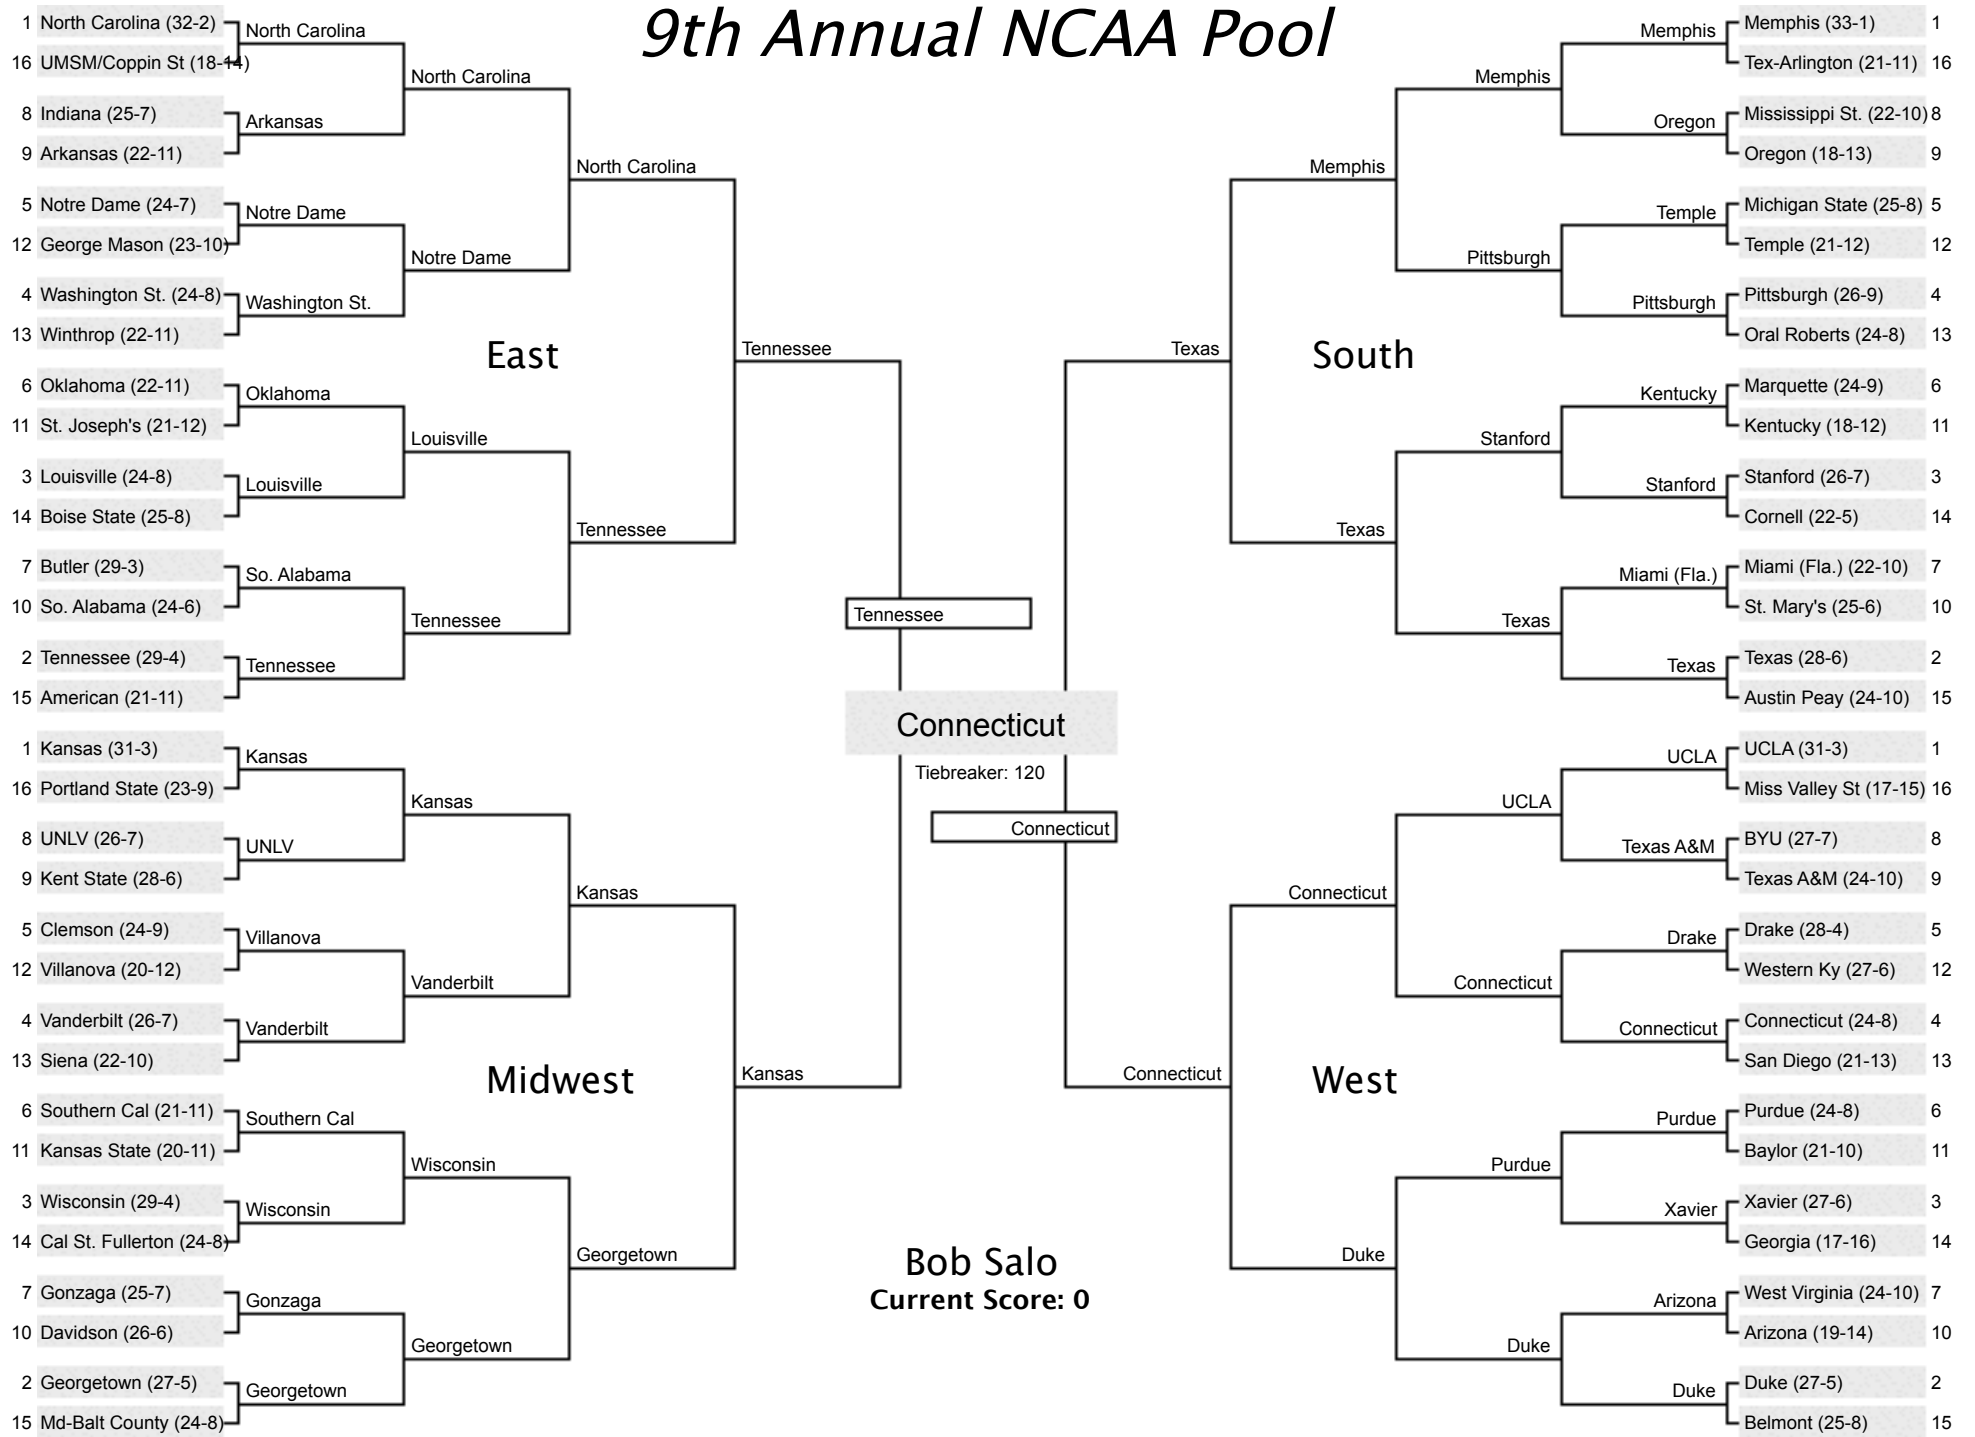 9th Annual NCAA Pool
1 North Carolina (32-2)
16 UMSM/Coppin St (18-14)
8 Indiana (25-7)
9 Arkansas (22-11)
5 Notre Dame (24-7)
12 George Mason (23-10)
4 Washington St. (24-8)
13 Winthrop (22-11)
6 Oklahoma (22-11)
11 St. Joseph's (21-12)
3 Louisville (24-8)
14 Boise State (25-8)
7 Butler (29-3)
10 So. Alabama (24-6)
2 Tennessee (29-4)
15 American (21-11)
North Carolina
Arkansas
Notre Dame
Washington St.
Oklahoma
Louisville
So. Alabama
Tennessee
North Carolina
Notre Dame
Louisville
Tennessee
North Carolina
Tennessee
Tennessee
East
1 Kansas (31-3)
16 Portland State (23-9)
8 UNLV (26-7)
9 Kent State (28-6)
5 Clemson (24-9)
12 Villanova (20-12)
4 Vanderbilt (26-7)
13 Siena (22-10)
6 Southern Cal (21-11)
11 Kansas State (20-11)
3 Wisconsin (29-4)
14 Cal St. Fullerton (24-8)
7 Gonzaga (25-7)
10 Davidson (26-6)
2 Georgetown (27-5)
15 Md-Balt County (24-8)
Kansas
UNLV
Villanova
Vanderbilt
Southern Cal
Wisconsin
Gonzaga
Georgetown
Kansas
Vanderbilt
Wisconsin
Georgetown
Kansas
Georgetown
Kansas
Midwest
Tennessee
Connecticut
Tiebreaker: 120
Connecticut
Bob Salo
Current Score: 0
Memphis (33-1) 1
Tex-Arlington (21-11) 16
Mississippi St. (22-10) 8
Oregon (18-13) 9
Michigan State (25-8) 5
Temple (21-12) 12
Pittsburgh (26-9) 4
Oral Roberts (24-8) 13
Marquette (24-9) 6
Kentucky (18-12) 11
Stanford (26-7) 3
Cornell (22-5) 14
Miami (Fla.) (22-10) 7
St. Mary's (25-6) 10
Texas (28-6) 2
Austin Peay (24-10) 15
Memphis
Oregon
Temple
Pittsburgh
Kentucky
Stanford
Miami (Fla.)
Texas
Memphis
Pittsburgh
Stanford
Texas
Memphis
Texas
Texas
South
UCLA (31-3) 1
Miss Valley St (17-15) 16
BYU (27-7) 8
Texas A&M (24-10) 9
Drake (28-4) 5
Western Ky (27-6) 12
Connecticut (24-8) 4
San Diego (21-13) 13
Purdue (24-8) 6
Baylor (21-10) 11
Xavier (27-6) 3
Georgia (17-16) 14
West Virginia (24-10) 7
Arizona (19-14) 10
Duke (27-5) 2
Belmont (25-8) 15
UCLA
Texas A&M
Drake
Connecticut
Purdue
Xavier
Arizona
Duke
UCLA
Connecticut
Purdue
Duke
Connecticut
Duke
Connecticut
West